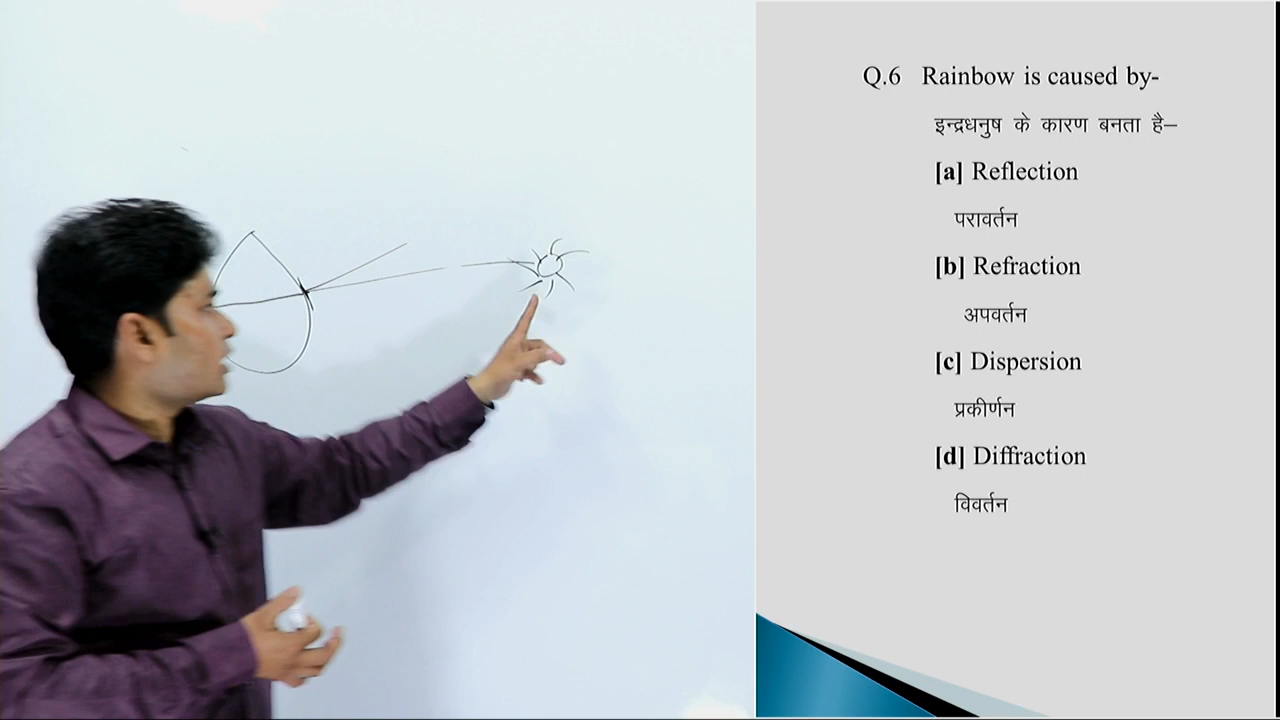 Q.6 Rainbow is caused by-
इन्द्रधनुष के कारण बनता है–
[a] Reflection
परावर्तन
[b] Refraction
अपवर्तन
[c] Dispersion
प्रकीर्णन
[d] Diffraction
विवर्तन